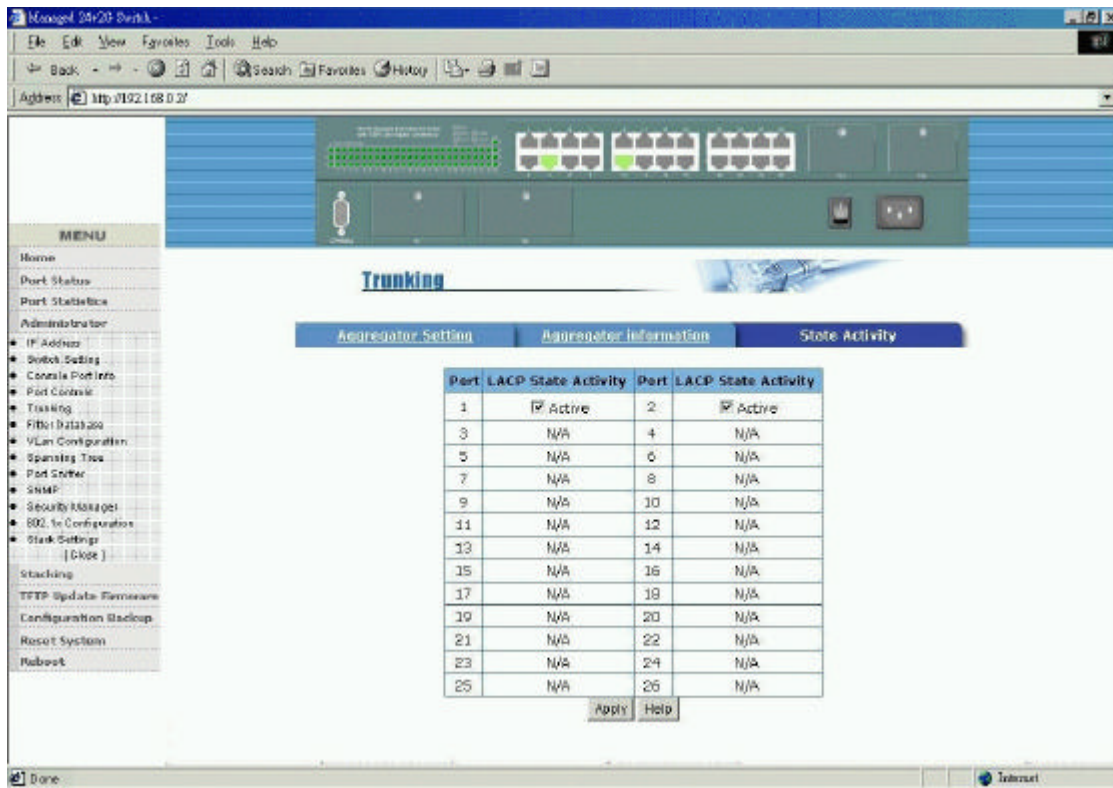 Managed 24+2G Switch -
File Edit View Favorites Tools Help
Back Search Favorites History
Address http://192.168.0.2/
MENU
Home
Port Status
Port Statistics
Administrator
IP Address
Switch Setting
Console Port Info
Port Controls
Trunking
Filter Database
VLan Configuration
Spanning Tree
Port Sniffer
SNMP
Security Manager
802.1x Configuration
Stack Settings
[ Close ]
Stacking
TFTP Update Firmware
Configuration Backup
Reset System
Reboot
Trunking
Aggregator Setting Aggregator Information State Activity
Port LACP State Activity Port LACP State Activity
1 Active 2 Active
3 N/A 4 N/A
5 N/A 6 N/A
7 N/A 8 N/A
9 N/A 10 N/A
11 N/A 12 N/A
13 N/A 14 N/A
15 N/A 16 N/A
17 N/A 18 N/A
19 N/A 20 N/A
21 N/A 22 N/A
23 N/A 24 N/A
25 N/A 26 N/A
Apply Help
Done Internet